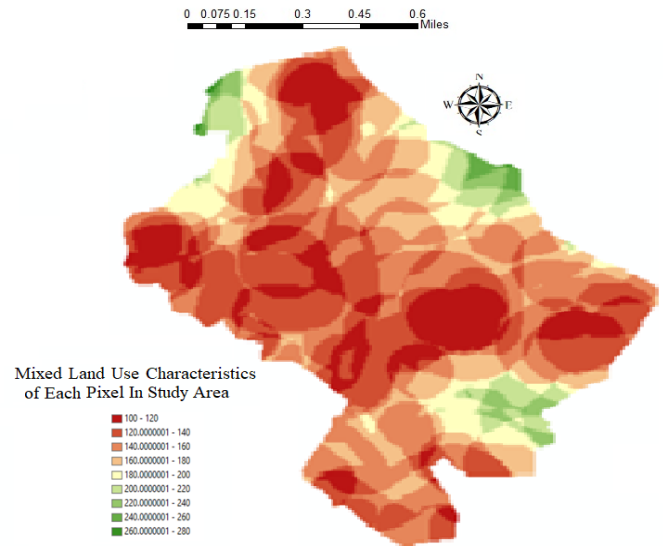 0 0.075 0.15 0.3 0.45 0.6
Miles
N
W E
S
Mixed Land Use Characteristics
of Each Pixel In Study Area
100 - 120
120.0000001 - 140
140.0000001 - 160
160.0000001 - 180
180.0000001 - 200
200.0000001 - 220
220.0000001 - 240
240.0000001 - 260
260.0000001 - 280